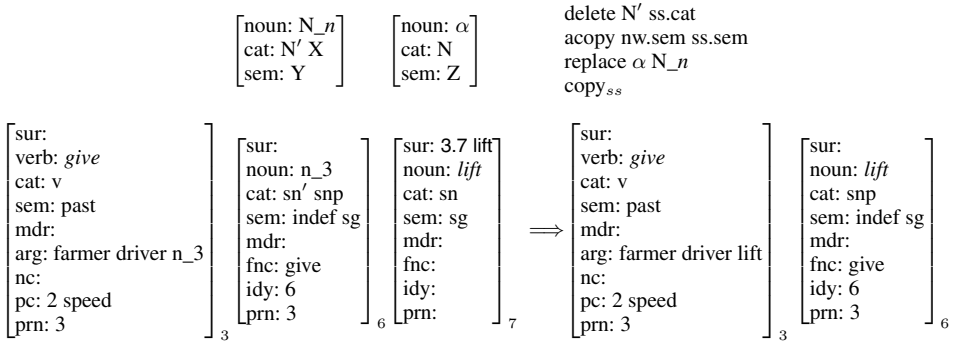 noun: N_n noun: α delete N′ ss.cat
cat: N′ X cat: N acopy nw.sem ss.sem
sem: Y sem: Z replace α N_n
copyss
sur: sur: sur: 3.7 lift sur: sur:
verb: give noun: n_3 noun: lift verb: give noun: lift
cat: v cat: sn′ snp cat: sn cat: v cat: snp
sem: past sem: indef sg sem: sg ⟹ sem: past sem: indef sg
mdr: mdr: mdr: mdr: mdr:
arg: farmer driver n_3 fnc: give fnc: arg: farmer driver lift fnc: give
nc: idy: 6 idy: nc: idy: 6
pc: 2 speed prn: 3 prn: pc: 2 speed prn: 3
prn: 3 prn: 3
3 6 7 3 6